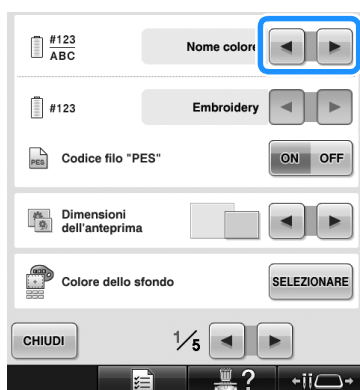 #123
ABC
Nome colore
#123
Embroidery
PES
Codice filo "PES"
ON OFF
Dimensioni
dell'anteprima
Colore dello sfondo
SELEZIONARE
CHIUDI
1/5
?